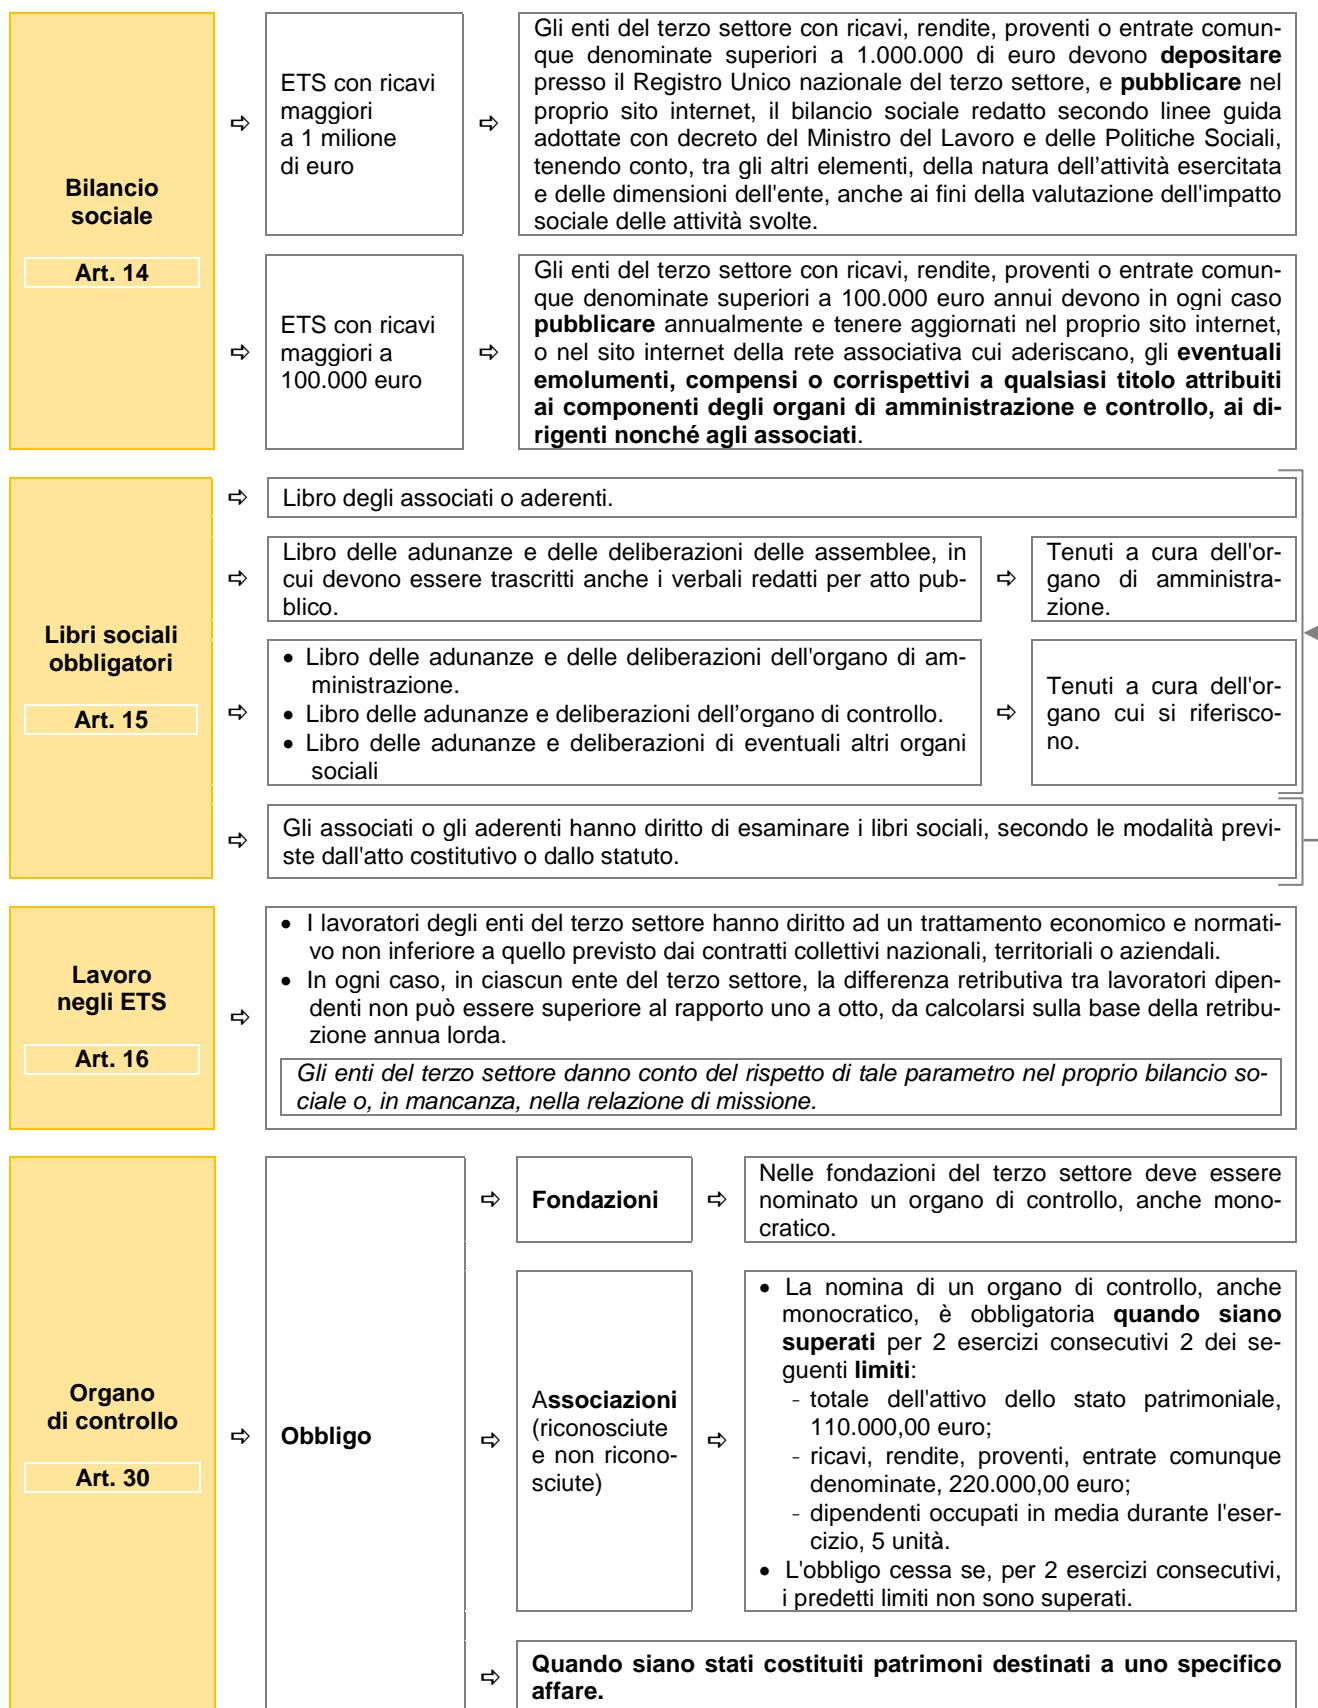 Bilancio
sociale
Art. 14
ETS con ricavi
maggiori
a 1 milione
di euro
Gli enti del terzo settore con ricavi, rendite, proventi o entrate comun-
que denominate superiori a 1.000.000 di euro devono depositare
presso il Registro Unico nazionale del terzo settore, e pubblicare nel
proprio sito internet, il bilancio sociale redatto secondo linee guida
adottate con decreto del Ministro del Lavoro e delle Politiche Sociali,
tenendo conto, tra gli altri elementi, della natura dell’attività esercitata
e delle dimensioni dell'ente, anche ai fini della valutazione dell'impatto
sociale delle attività svolte.
ETS con ricavi
maggiori a
100.000 euro
Gli enti del terzo settore con ricavi, rendite, proventi o entrate comun-
que denominate superiori a 100.000 euro annui devono in ogni caso
pubblicare annualmente e tenere aggiornati nel proprio sito internet,
o nel sito internet della rete associativa cui aderiscano, gli eventuali
emolumenti, compensi o corrispettivi a qualsiasi titolo attribuiti
ai componenti degli organi di amministrazione e controllo, ai di-
rigenti nonché agli associati.
Libri sociali
obbligatori
Art. 15
Libro degli associati o aderenti.
Libro delle adunanze e delle deliberazioni delle assemblee, in
cui devono essere trascritti anche i verbali redatti per atto pub-
blico.
Tenuti a cura dell'or-
gano di amministra-
zione.
• Libro delle adunanze e delle deliberazioni dell'organo di am-
ministrazione.
• Libro delle adunanze e deliberazioni dell’organo di controllo.
• Libro delle adunanze e deliberazioni di eventuali altri organi
sociali
Tenuti a cura dell'or-
gano cui si riferisco-
no.
Gli associati o gli aderenti hanno diritto di esaminare i libri sociali, secondo le modalità previ-
ste dall'atto costitutivo o dallo statuto.
Lavoro
negli ETS
Art. 16
• I lavoratori degli enti del terzo settore hanno diritto ad un trattamento economico e normati-
vo non inferiore a quello previsto dai contratti collettivi nazionali, territoriali o aziendali.
• In ogni caso, in ciascun ente del terzo settore, la differenza retributiva tra lavoratori dipen-
denti non può essere superiore al rapporto uno a otto, da calcolarsi sulla base della retribu-
zione annua lorda.
Gli enti del terzo settore danno conto del rispetto di tale parametro nel proprio bilancio so-
ciale o, in mancanza, nella relazione di missione.
Organo
di controllo
Art. 30
Obbligo
Fondazioni
Nelle fondazioni del terzo settore deve essere
nominato un organo di controllo, anche mono-
cratico.
Associazioni
(riconosciute
e non ricono-
sciute)
• La nomina di un organo di controllo, anche
monocratico, è obbligatoria quando siano
superati per 2 esercizi consecutivi 2 dei se-
guenti limiti:
- totale dell'attivo dello stato patrimoniale,
110.000,00 euro;
- ricavi, rendite, proventi, entrate comunque
denominate, 220.000,00 euro;
- dipendenti occupati in media durante l'eser-
cizio, 5 unità.
• L'obbligo cessa se, per 2 esercizi consecutivi,
i predetti limiti non sono superati.
Quando siano stati costituiti patrimoni destinati a uno specifico
affare.